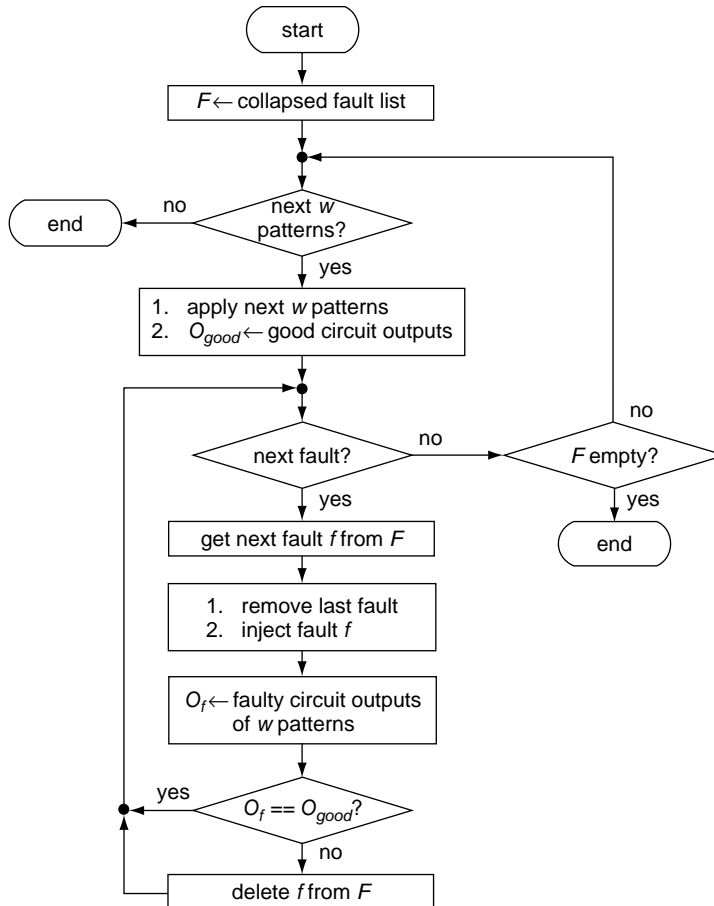 start
F ← collapsed fault list
next w
patterns?
no
end
yes
1. apply next w patterns
2. O_good ← good circuit outputs
next fault?
no
F empty?
no
yes
end
yes
get next fault f from F
1. remove last fault
2. inject fault f
O_f ← faulty circuit outputs
of w patterns
O_f == O_good?
yes
no
delete f from F